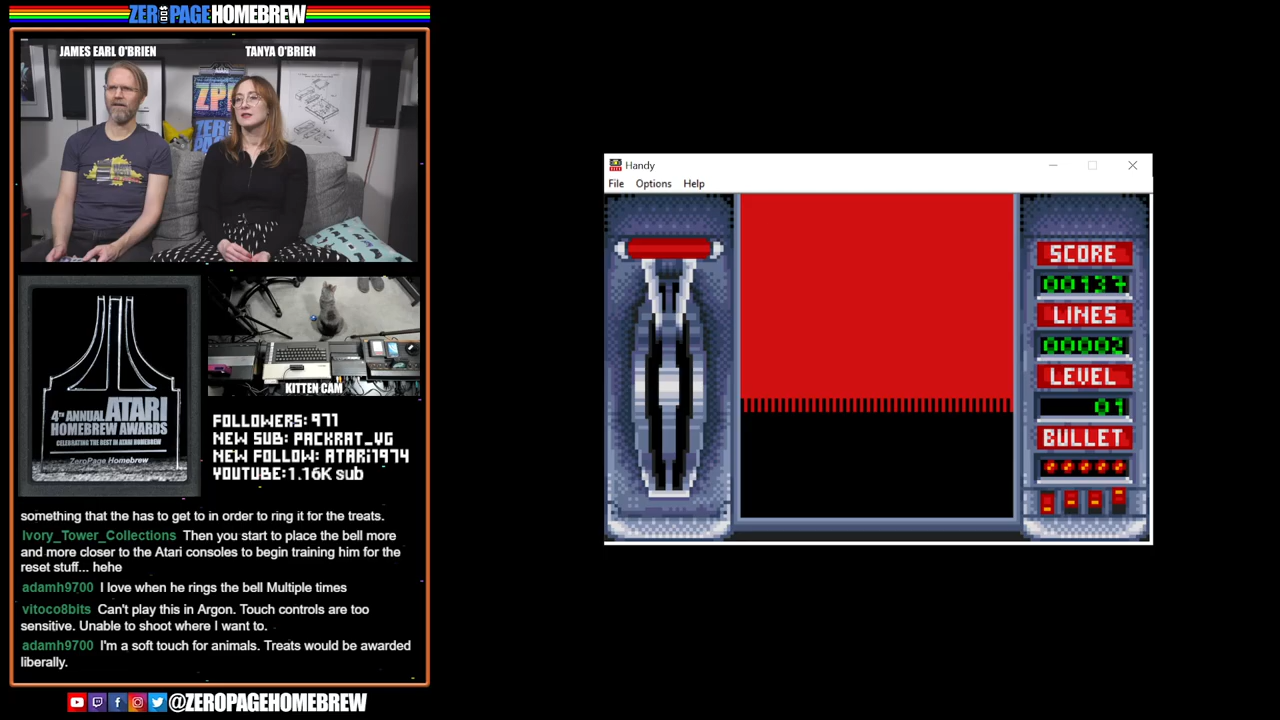 ZEROPAGE HOMEBREW
JAMES EARL O'BRIEN
TANYA O'BRIEN
4TH ANNUAL ATARI
HOMEBREW AWARDS
CELEBRATING THE BEST IN ATARI HOMEBREW
ZeroPage Homebrew
KITTEN CAM
FOLLOWERS: 977
NEW SUB: PACKRAT_VG
NEW FOLLOW: ATARI1974
YOUTUBE: 1.16K sub
something that the has to get to in order to ring it for the treats.
Ivory_Tower_Collections Then you start to place the bell more
and more closer to the Atari consoles to begin training him for the
reset stuff... hehe
adamh9700 I love when he rings the bell Multiple times
vitoco8bits Can't play this in Argon. Touch controls are too
sensitive. Unable to shoot where I want to.
adamh9700 I'm a soft touch for animals. Treats would be awarded
liberally.
@ZEROPAGEHOMEBREW
Handy
File Options Help
SCORE
00137
LINES
00002
LEVEL
01
BULLET